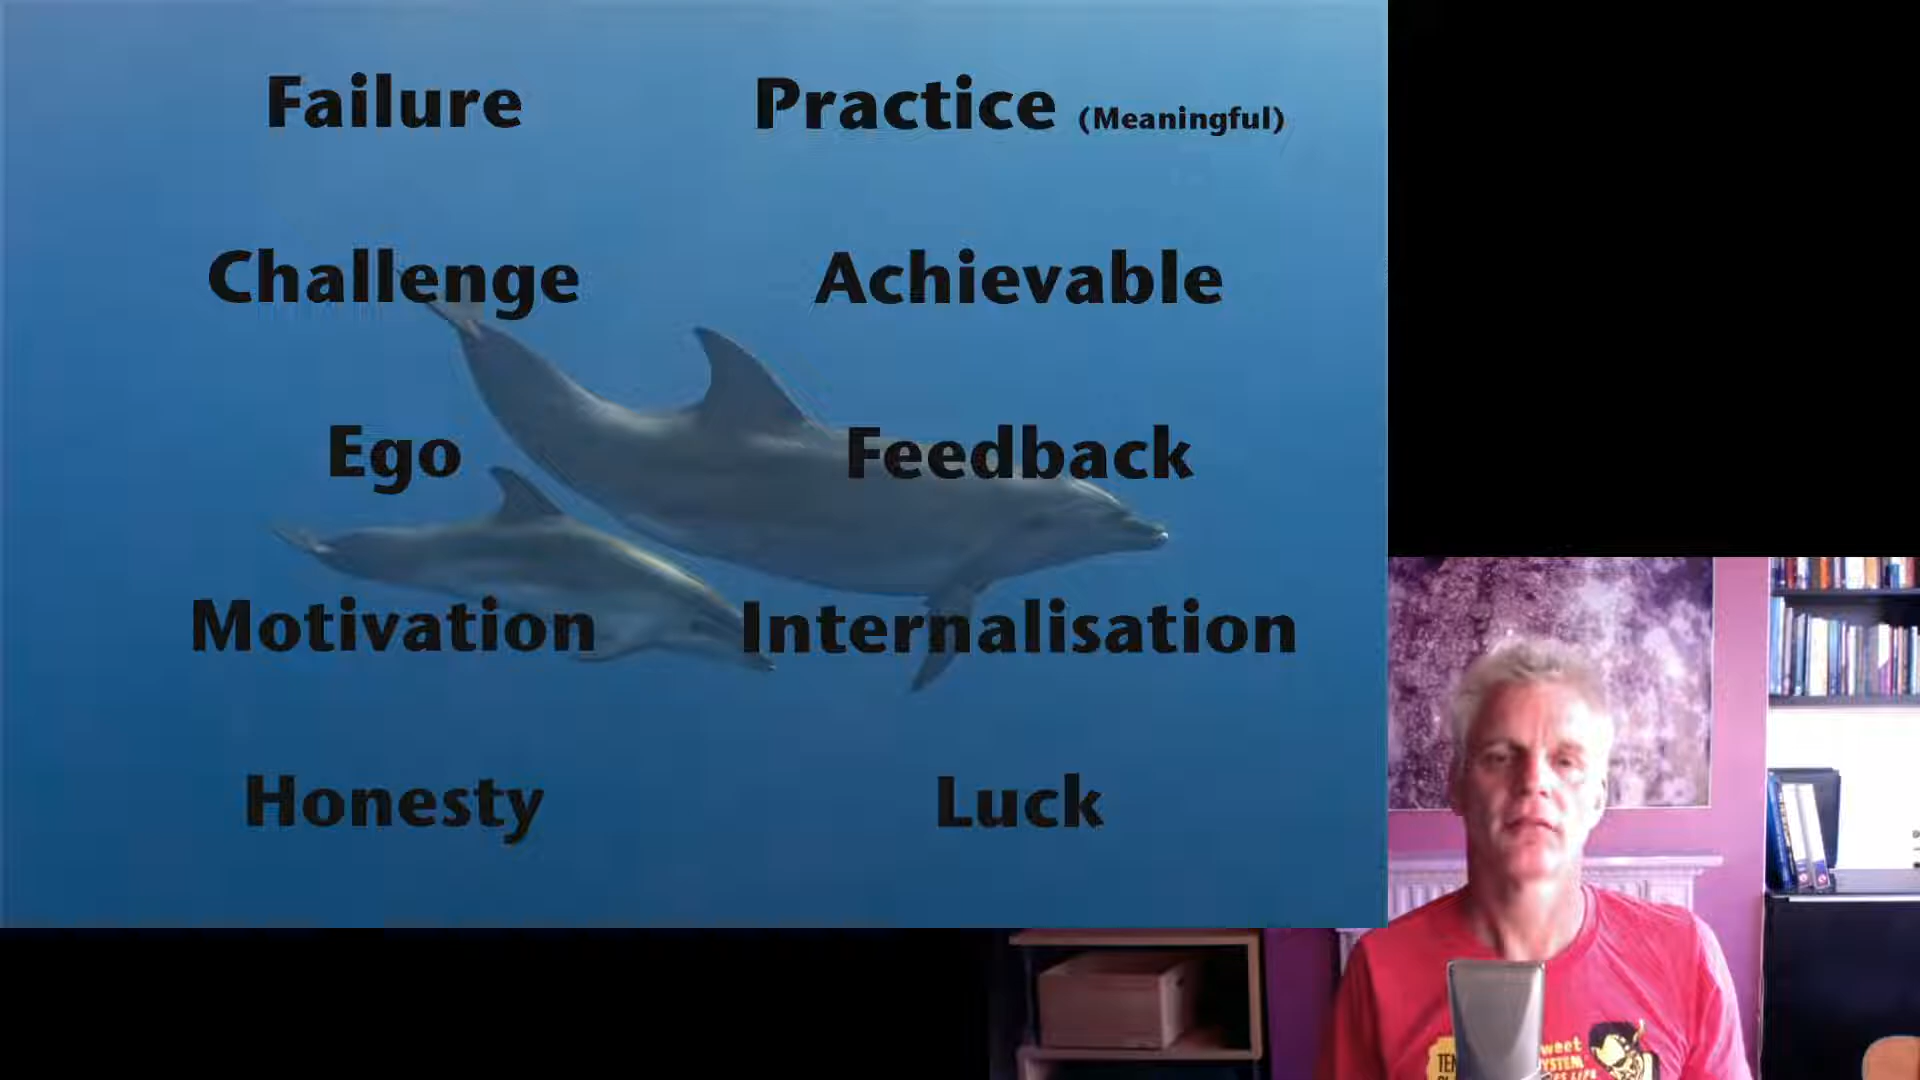 Failure
Practice (Meaningful)
Challenge
Achievable
Ego
Feedback
Motivation
Internalisation
Honesty
Luck